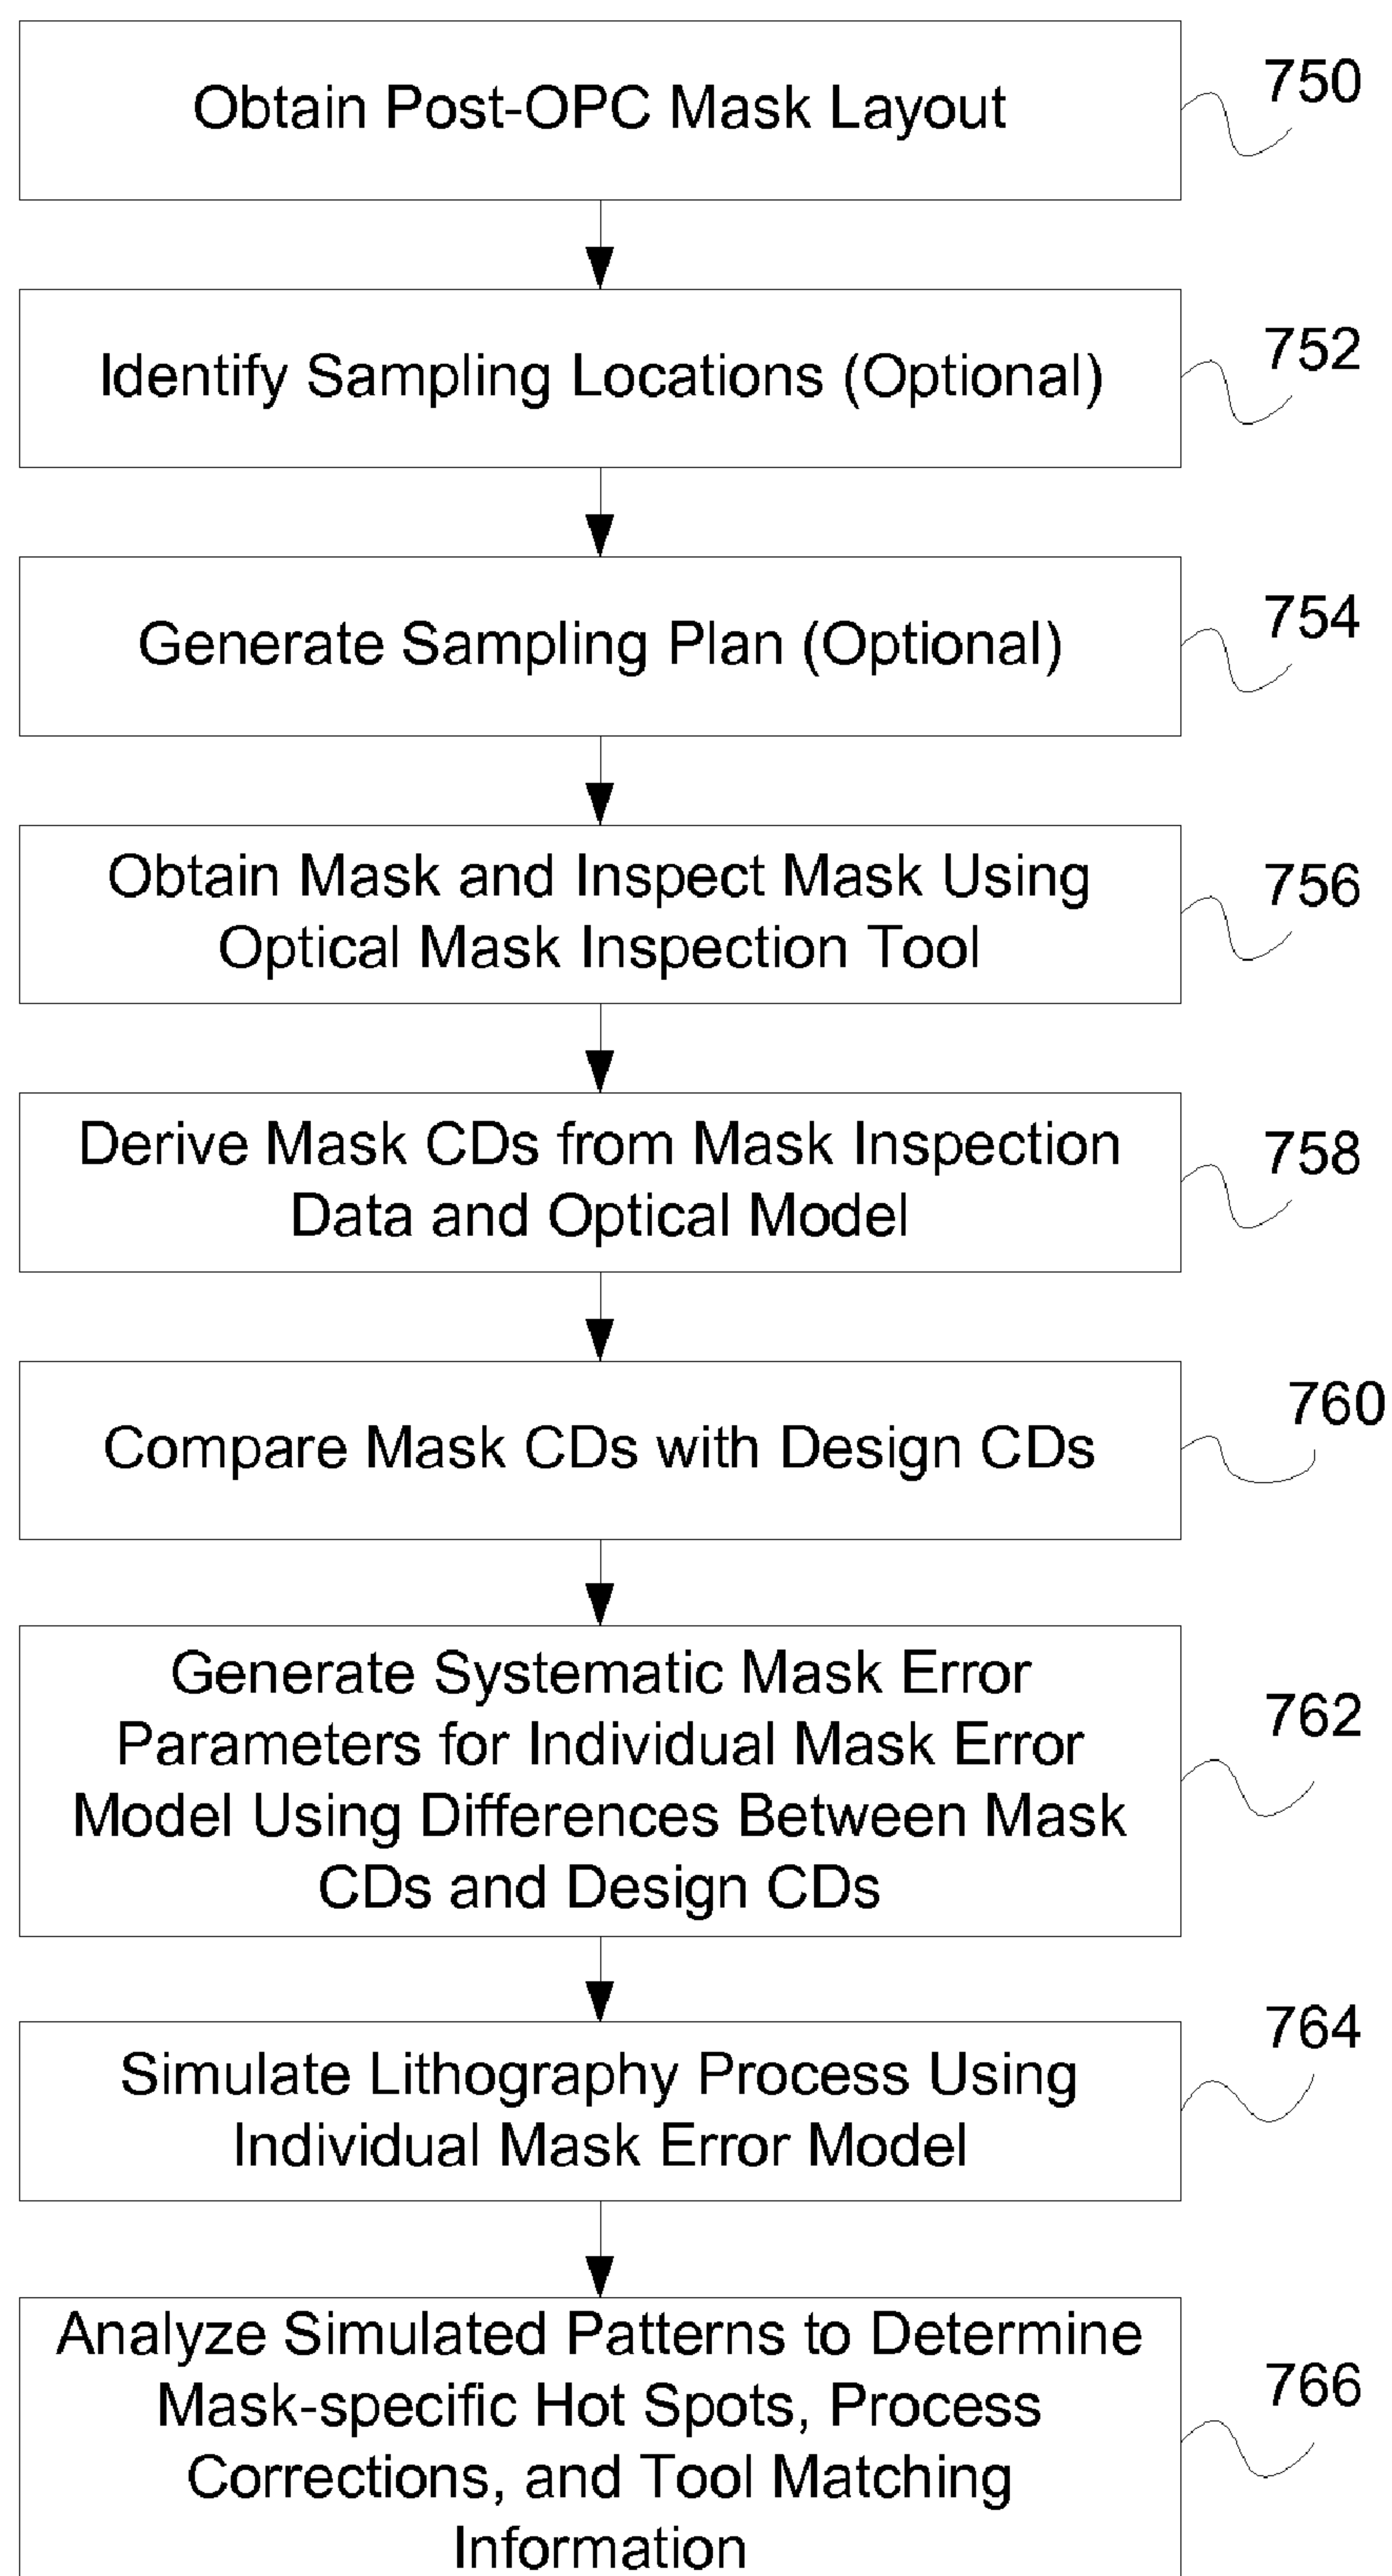 Obtain Post-OPC Mask Layout
750
Identify Sampling Locations (Optional)
752
Generate Sampling Plan (Optional)
754
Obtain Mask and Inspect Mask Using
Optical Mask Inspection Tool
756
Derive Mask CDs from Mask Inspection
Data and Optical Model
758
Compare Mask CDs with Design CDs
760
Generate Systematic Mask Error
Parameters for Individual Mask Error
Model Using Differences Between Mask
CDs and Design CDs
762
Simulate Lithography Process Using
Individual Mask Error Model
764
Analyze Simulated Patterns to Determine
Mask-specific Hot Spots, Process
Corrections, and Tool Matching
Information
766